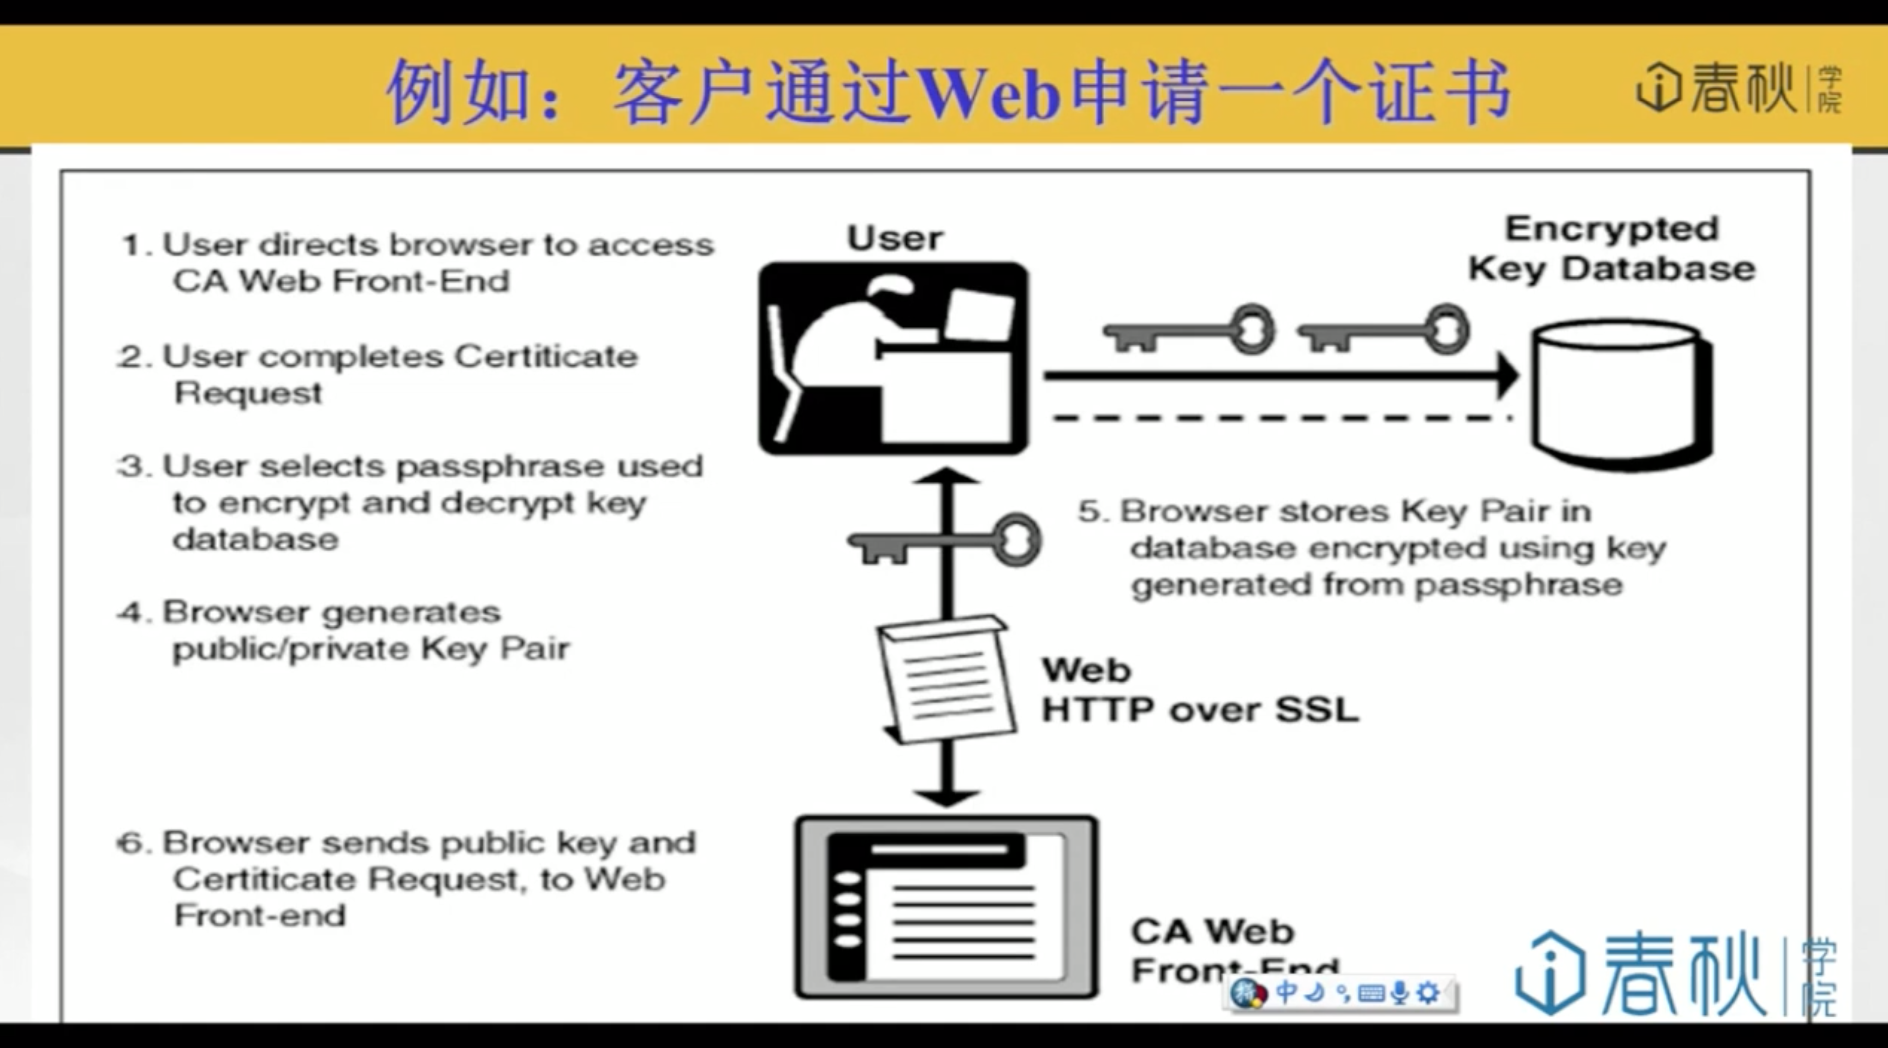 例如：客户通过Web申请一个证书
春秋学院
1. User directs browser to access
CA Web Front-End
2. User completes Certiticate
Request
3. User selects passphrase used
to encrypt and decrypt key
database
4. Browser generates
public/private Key Pair
6. Browser sends public key and
Certiticate Request, to Web
Front-end
User
Encrypted
Key Database
5. Browser stores Key Pair in
database encrypted using key
generated from passphrase
Web
HTTP over SSL
CA Web
Front-End
中
春秋学院